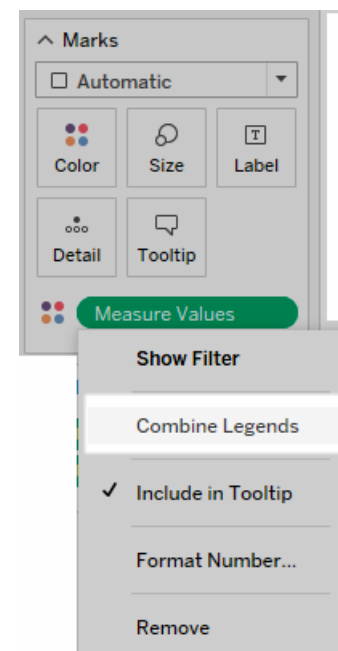 Marks
Automatic
Color
Size
T
Label
Detail
Tooltip
Measure Values
Show Filter
Combine Legends
✓ Include in Tooltip
Format Number...
Remove